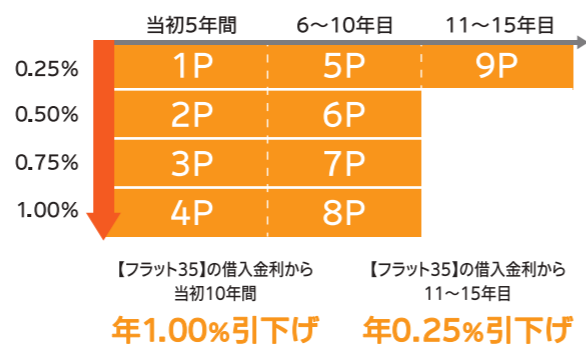 当初5年間 6～10年目 11～15年目
0.25% 1P 5P 9P
0.50% 2P 6P
0.75% 3P 7P
1.00% 4P 8P
【フラット35】の借入金利から
当初10年間
年1.00%引下げ
【フラット35】の借入金利から
11～15年目
年0.25%引下げ